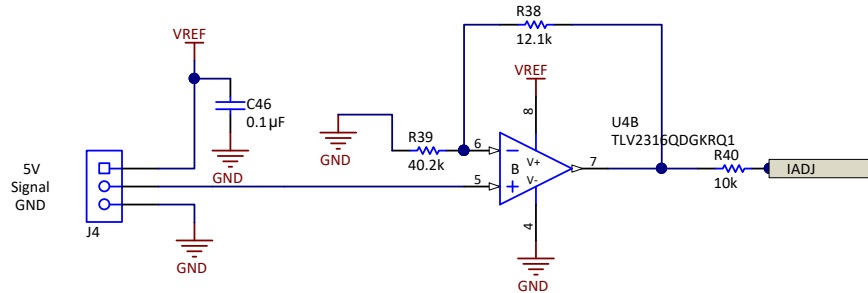 R38
12.1k
VREF
VREF
C46
0.1µF
GND
GND
R39
40.2k
8
U4B
TLV2316QDGKRQ1
6
V+
B
7
V-
5
R40
10k
IADJ
5V
Signal
GND
J4
4
GND
GND